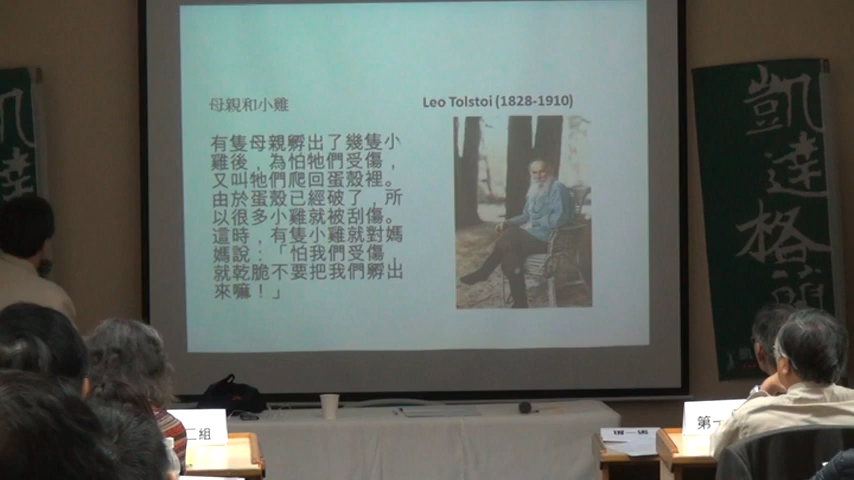 母親和小雞
Leo Tolstoi (1828-1910)
有隻母親孵出了幾隻小
雞後，為怕牠們受傷，
又叫牠們爬回蛋殼裡。
由於蛋殼已經破了，所
以很多小雞就被刮傷。
這時，有隻小雞就對媽
媽說：「怕我們受傷，
就乾脆不要把我們孵出
來嘛！」
凱達
凱達格
二組
第一